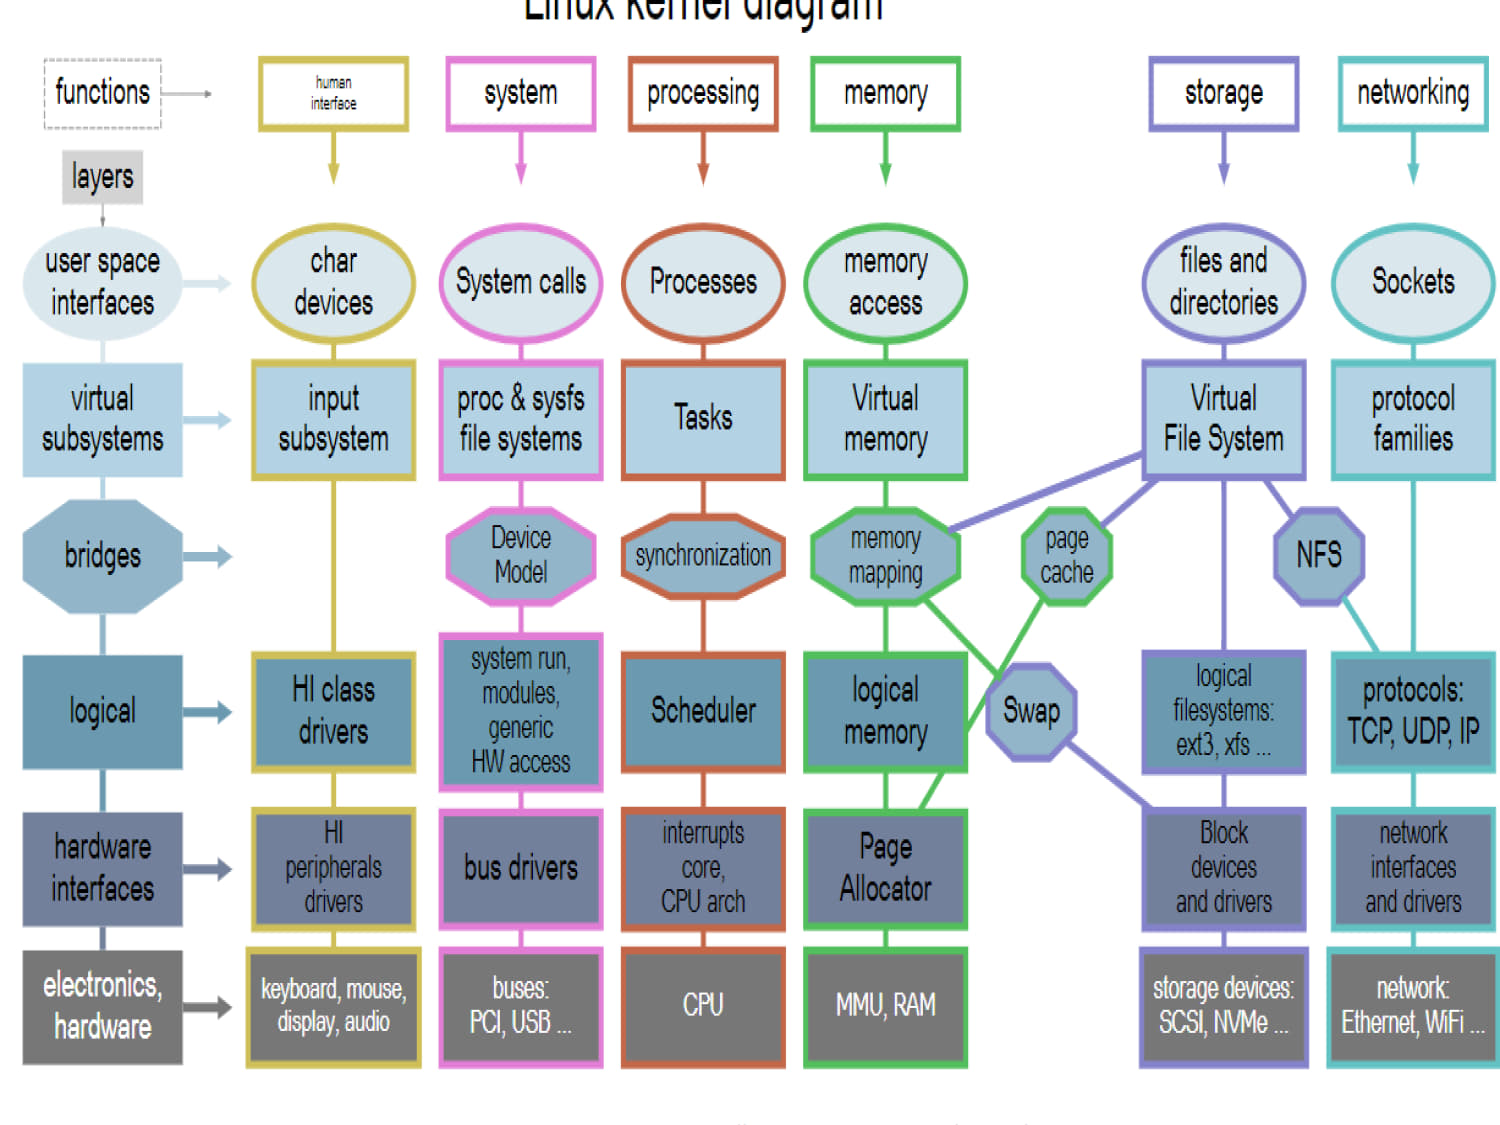 Linux kernel diagram
functions
human
interface
system
processing
memory
storage
networking
layers
user space
interfaces
char
devices
System calls
Processes
memory
access
files and
directories
Sockets
virtual
subsystems
input
subsystem
proc & sysfs
file systems
Tasks
Virtual
memory
Virtual
File System
protocol
families
bridges
Device
Model
synchronization
memory
mapping
page
cache
NFS
logical
HI class
drivers
system run,
modules,
generic
HW access
Scheduler
logical
memory
Swap
logical
filesystems:
ext3, xfs ...
protocols:
TCP, UDP, IP
hardware
interfaces
HI
peripherals
drivers
bus drivers
interrupts
core,
CPU arch
Page
Allocator
Block
devices
and drivers
network
interfaces
and drivers
electronics,
hardware
keyboard, mouse,
display, audio
buses:
PCI, USB ...
CPU
MMU, RAM
storage devices:
SCSI, NVMe ...
network:
Ethernet, WiFi ...